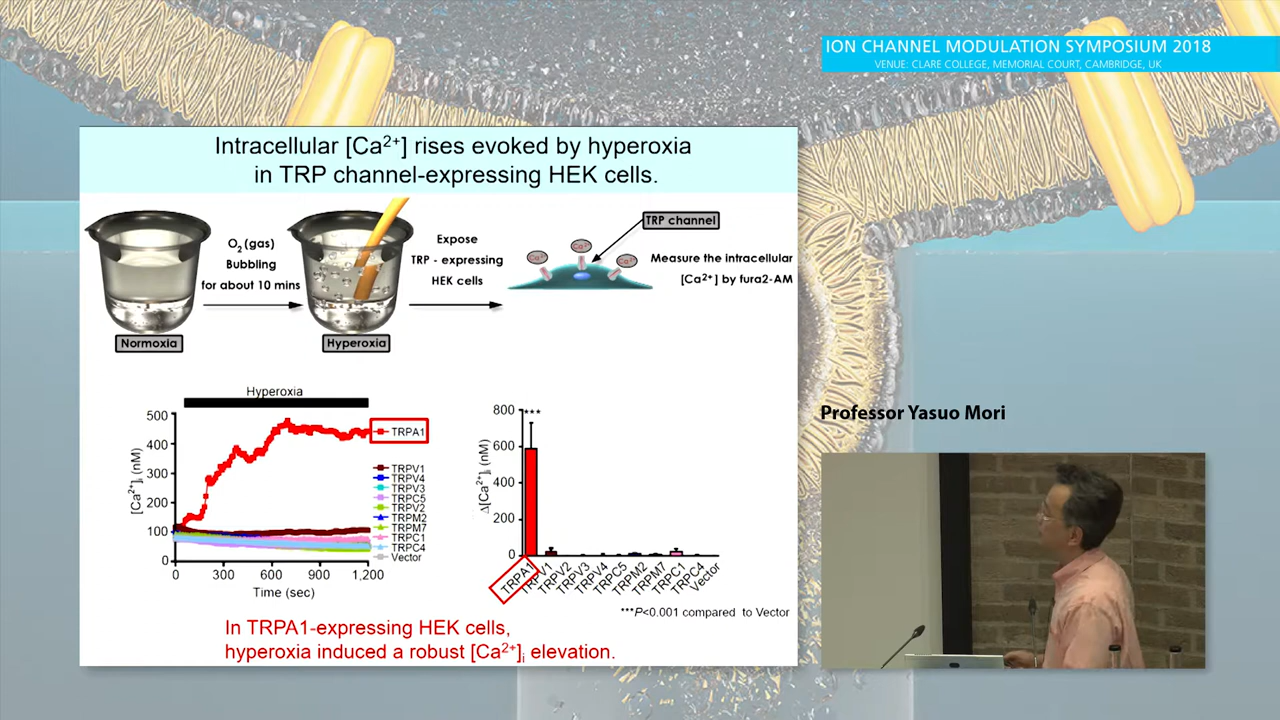 ION CHANNEL MODULATION SYMPOSIUM 2018
VENUE: CLARE COLLEGE, MEMORIAL COURT, CAMBRIDGE, UK
Intracellular [Ca²⁺] rises evoked by hyperoxia
in TRP channel-expressing HEK cells.
Normoxia
O₂ (gas)
Bubbling
for about 10 mins
Hyperoxia
Expose
TRP - expressing
HEK cells
TRP channel
Ca²⁺
Ca²⁺
Ca²⁺
Measure the intracellular
[Ca²⁺] by fura2-AM
Hyperoxia
[Ca²⁺]ᵢ (nM)
500
400
300
200
100
0
0 300 600 900 1,200
Time (sec)
TRPA1
TRPV1
TRPV4
TRPV3
TRPC5
TRPV2
TRPM2
TRPM7
TRPC1
TRPC4
Vector
Δ[Ca²⁺]ᵢ (nM)
800
600
400
200
0
***
TRPA1
TRPV1
TRPV2
TRPV3
TRPV4
TRPC5
TRPM2
TRPM7
TRPC1
TRPC4
Vector
***P<0.001 compared to Vector
In TRPA1-expressing HEK cells,
hyperoxia induced a robust [Ca²⁺]ᵢ elevation.
Professor Yasuo Mori